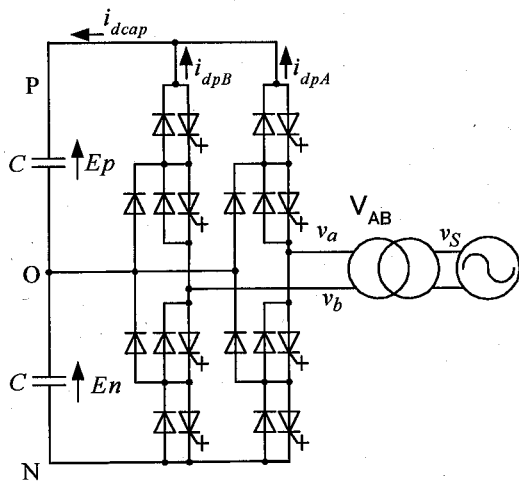 i_dcap
P
i_dpB
i_dpA
C
Ep
V_AB
v_a
v_S
O
v_b
C
En
N